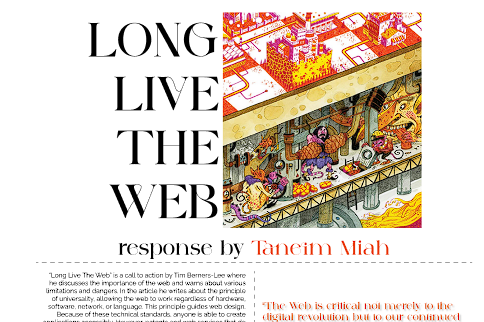 LONG
LIVE
THE
WEB
response by Taneim Miah
"Long Live The Web" is a call to action by Tim Berners-Lee where
he discusses the importance of the web and warns about various
limitations and dangers. In the article he writes about the principle
of universality, allowing the web to work regardless of hardware,
software, network, or language. This principle guides web design.
Because of these technical standards, anyone is able to create
"The Web is critical not merely to the
digital revolution but to our continued